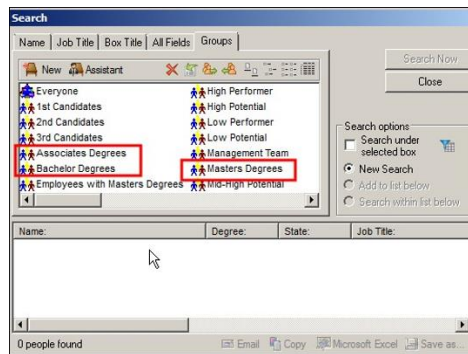 Search
Name Job Title Box Title All Fields Groups
New Assistant
Search Now
Close
Everyone High Performer
1st Candidates High Potential
2nd Candidates Low Performer
3rd Candidates Low Potential
Associates Degrees Management Team
Bachelor Degrees Masters Degrees
Employees with Masters Degrees Mid-High Potential
Search options
Search under
selected box
New Search
Add to list below
Search within list below
Name: Degree: State: Job Title:
0 people found Email Copy Microsoft Excel Save as...